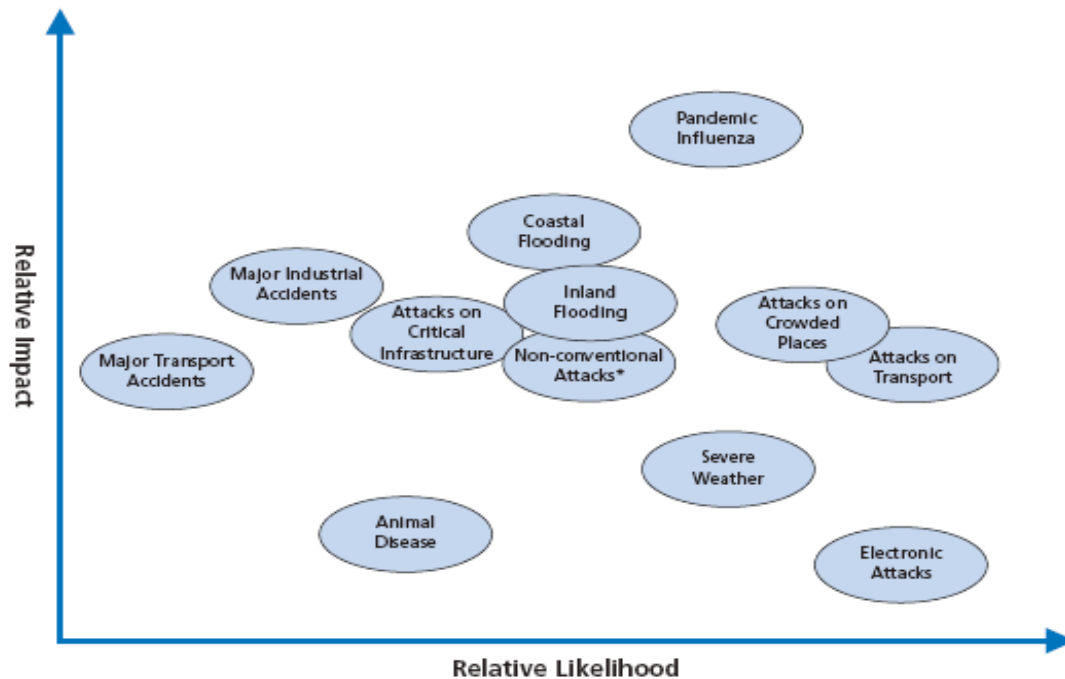 Pandemic
Influenza
Coastal
Flooding
Major Industrial
Accidents
Inland
Flooding
Attacks on
Critical
Infrastructure
Attacks on
Crowded
Places
Non-conventional
Attacks*
Major Transport
Accidents
Attacks on
Transport
Severe
Weather
Animal
Disease
Electronic
Attacks
Relative Impact
Relative Likelihood